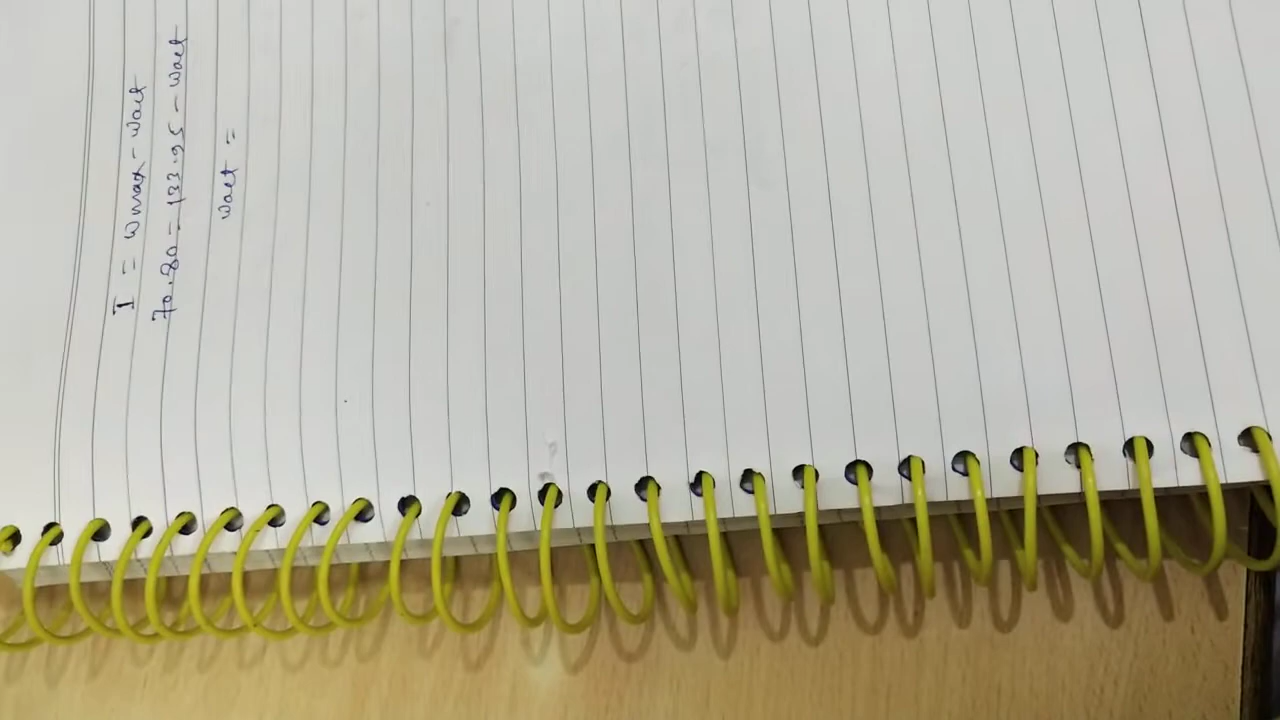 I = Wmax - Wact
70.80 = 133.95 - Wact
Wact =